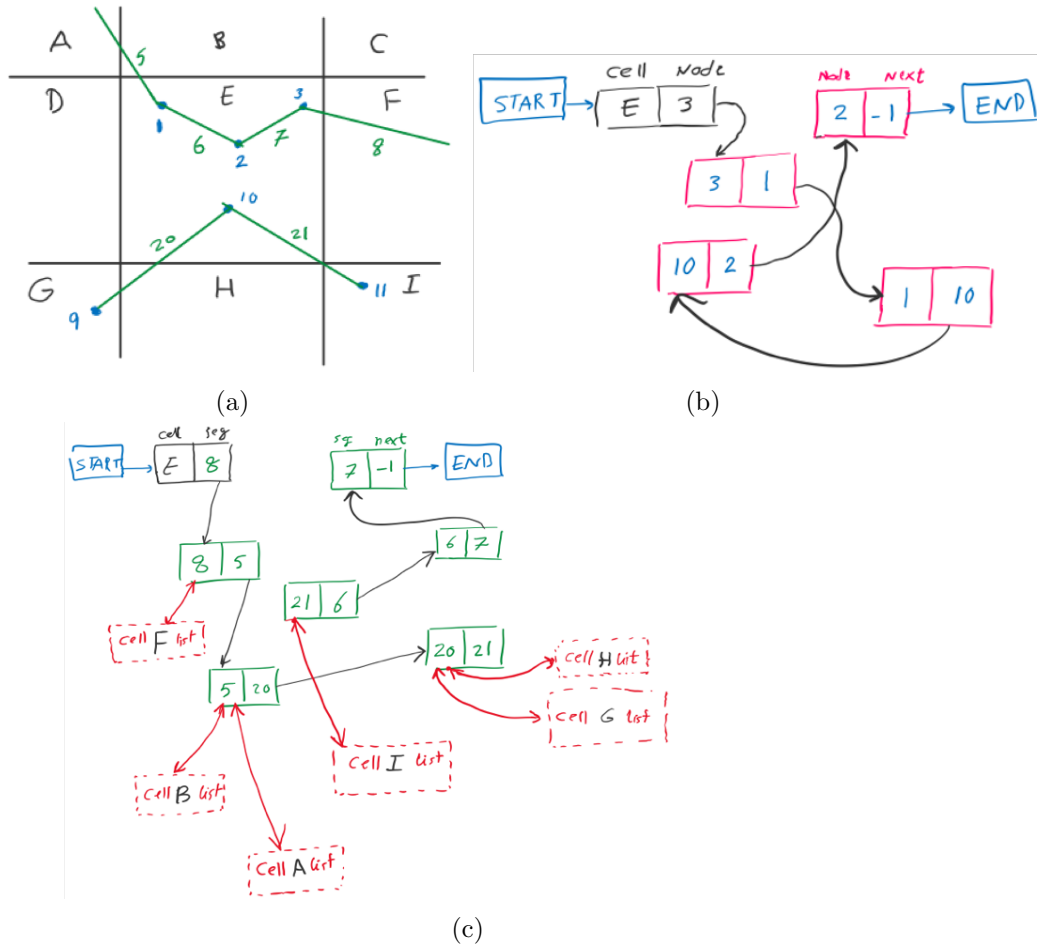 A B C
5
D E F
3
1 6 7 8
2
10
20 21
G H I
9 11
(a)
cell Node
START E 3
Node Next
2 -1 END
3 1
10 2
1 10
(b)
cell seg
START E 8
sg next
7 -1 END
8 5
6 7
21 6
cell F list
20 21
5 20
cell H list
cell G list
cell I list
cell B list
cell A list
(c)